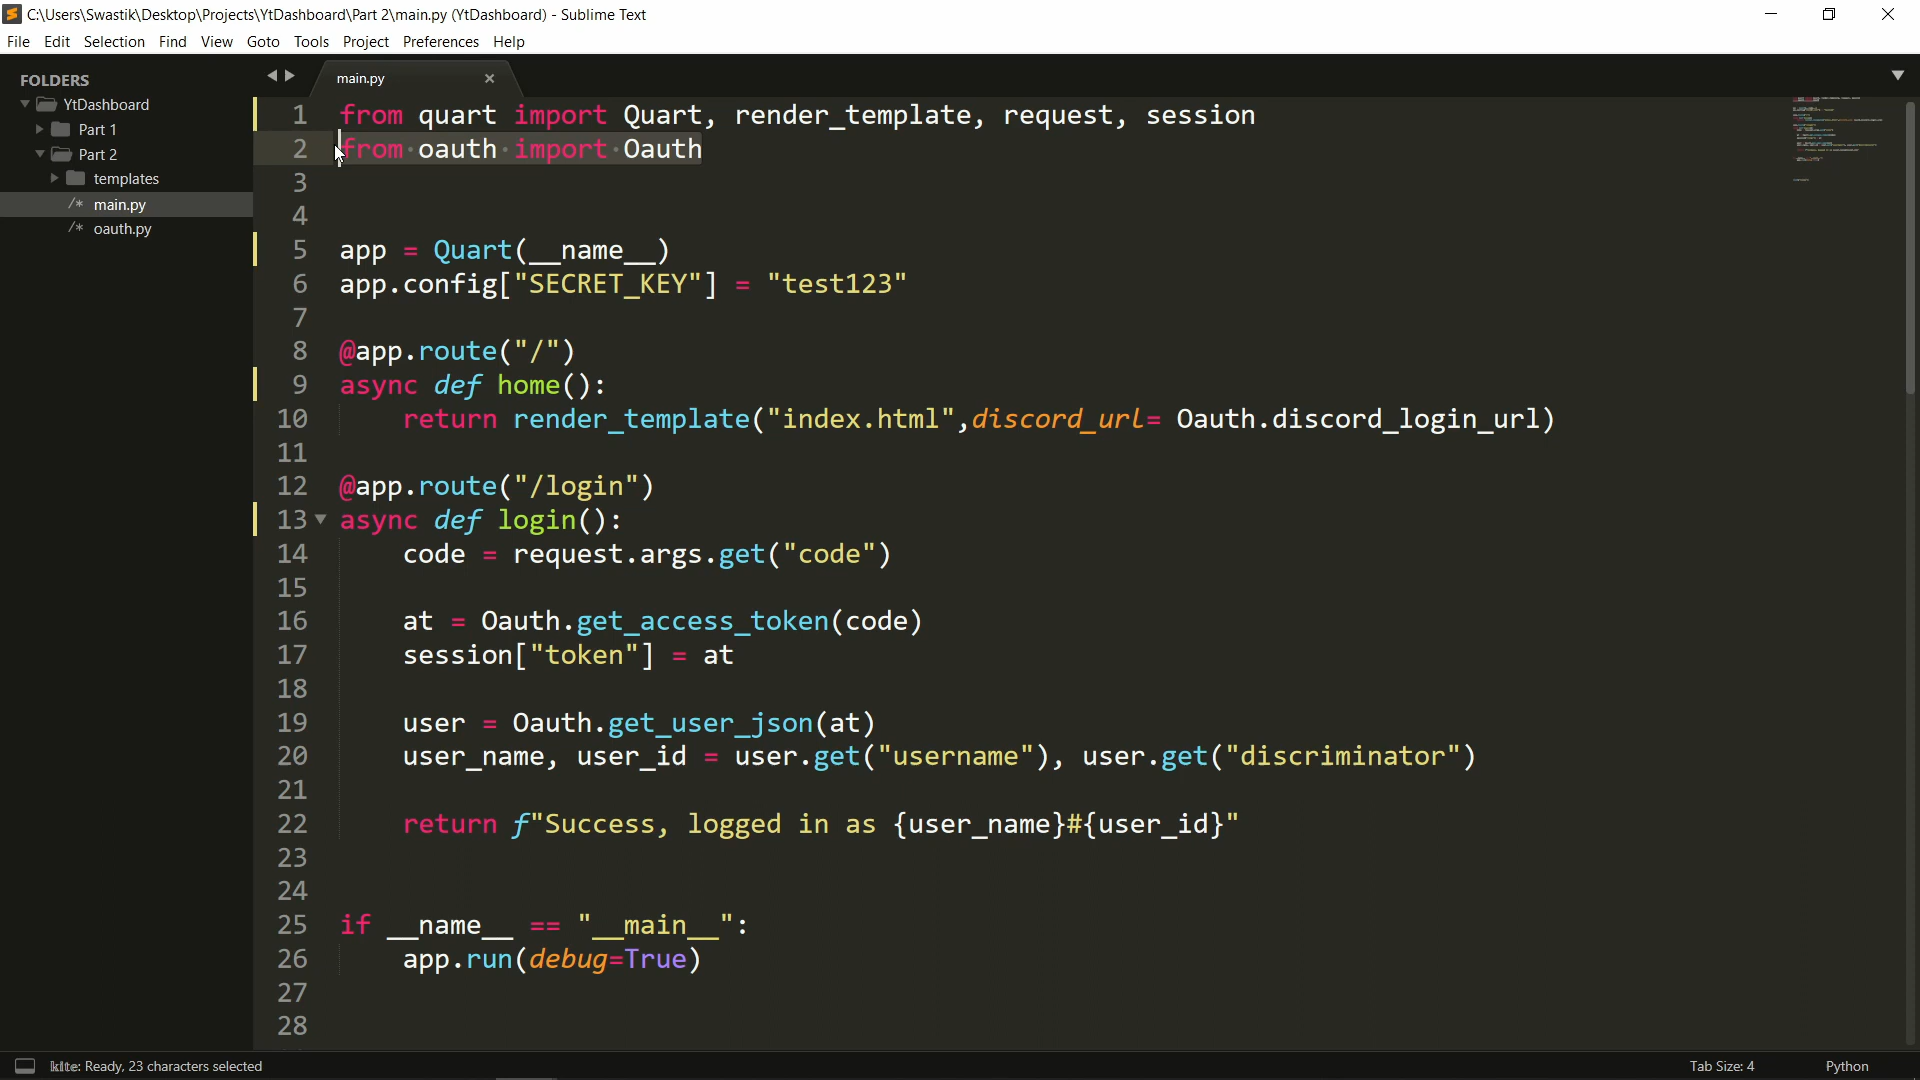 C:\Users\Swastik\Desktop\Projects\YtDashboard\Part 2\main.py (YtDashboard) - Sublime Text
File Edit Selection Find View Goto Tools Project Preferences Help
FOLDERS
YtDashboard
Part 1
Part 2
templates
/* main.py
/* oauth.py
main.py
1 from quart import Quart, render_template, request, session
2 from oauth import Oauth
3
4
5 app = Quart(__name__)
6 app.config["SECRET_KEY"] = "test123"
7
8 @app.route("/")
9 async def home():
10     return render_template("index.html",discord_url= Oauth.discord_login_url)
11
12 @app.route("/login")
13 async def login():
14     code = request.args.get("code")
15
16     at = Oauth.get_access_token(code)
17     session["token"] = at
18
19     user = Oauth.get_user_json(at)
20     user_name, user_id = user.get("username"), user.get("discriminator")
21
22     return f"Success, logged in as {user_name}#{user_id}"
23
24
25 if __name__ == "__main__":
26     app.run(debug=True)
27
28
kite: Ready, 23 characters selected
Tab Size: 4 Python